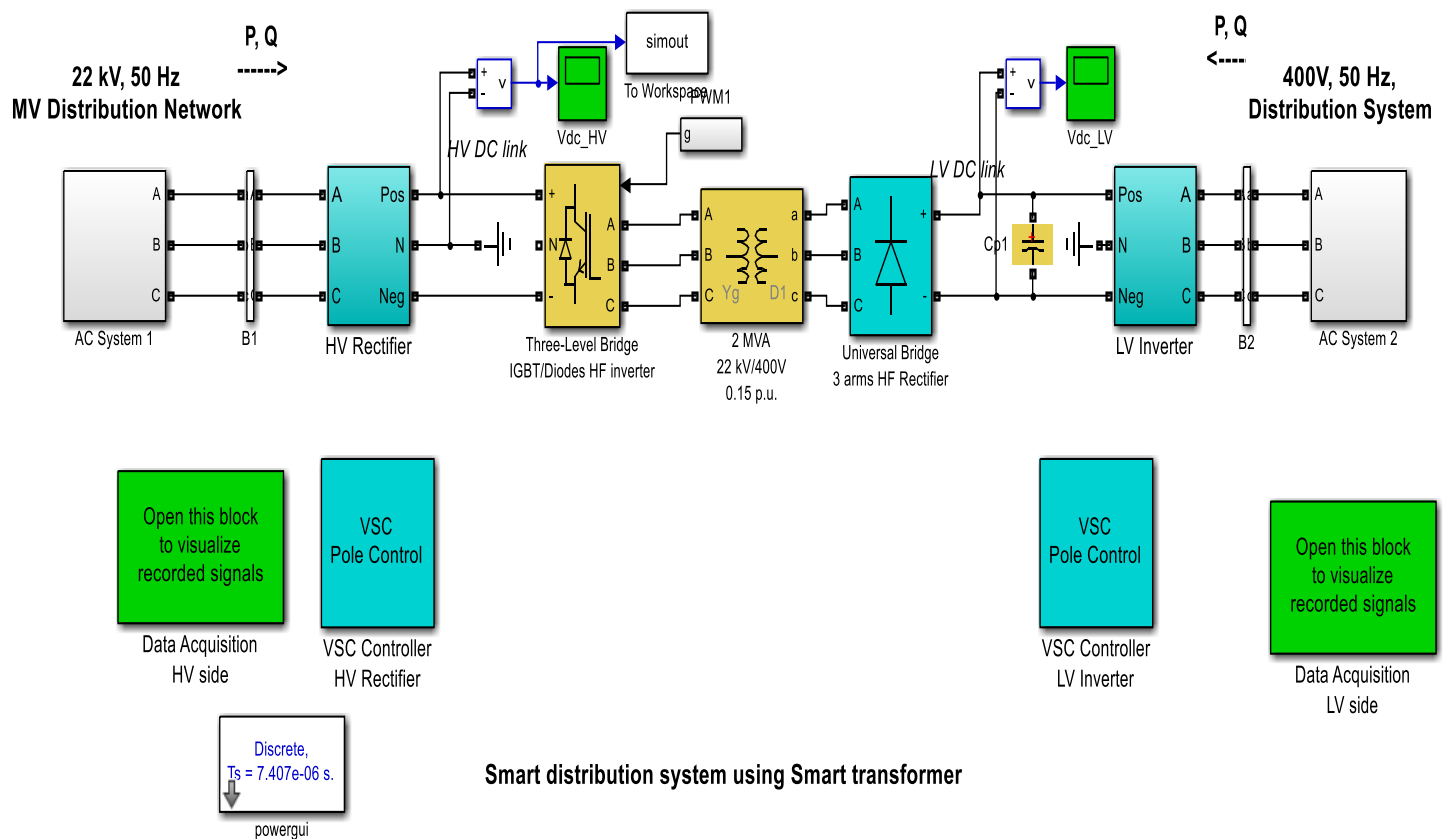 P, Q
------>
22 kV, 50 Hz
MV Distribution Network
simout
To Workspace
PWM1
g
+
-
v
Vdc_HV
HV DC link
P, Q
<----
400V, 50 Hz,
Distribution System
+
-
v
Vdc_LV
LV DC link
A
B
C
AC System 1
B1
A
B
C
Pos
N
Neg
HV Rectifier
+
N
-
A
B
C
Three-Level Bridge
IGBT/Diodes HF inverter
A
B
C
a
b
c
Yg
D1
2 MVA
22 kV/400V
0.15 p.u.
A
B
C
+
-
Universal Bridge
3 arms HF Rectifier
Cp1
+
Pos
N
Neg
A
B
C
LV Inverter
a
b
c
B2
A
B
C
AC System 2
Open this block
to visualize
recorded signals
Data Acquisition
HV side
VSC
Pole Control
VSC Controller
HV Rectifier
VSC
Pole Control
VSC Controller
LV Inverter
Open this block
to visualize
recorded signals
Data Acquisition
LV side
Discrete,
Ts = 7.407e-06 s.
powergui
Smart distribution system using Smart transformer